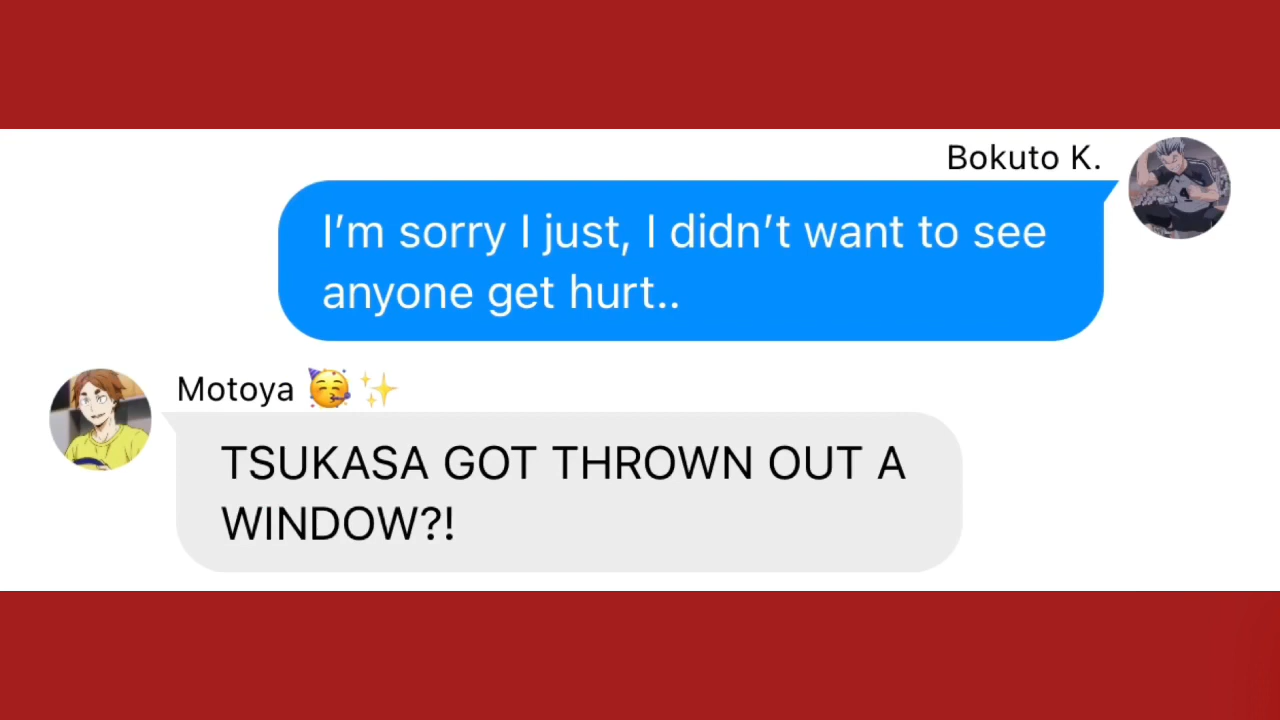 Bokuto K.
I’m sorry I just, I didn’t want to see
anyone get hurt..
Motoya 🥳✨
TSUKASA GOT THROWN OUT A
WINDOW?!